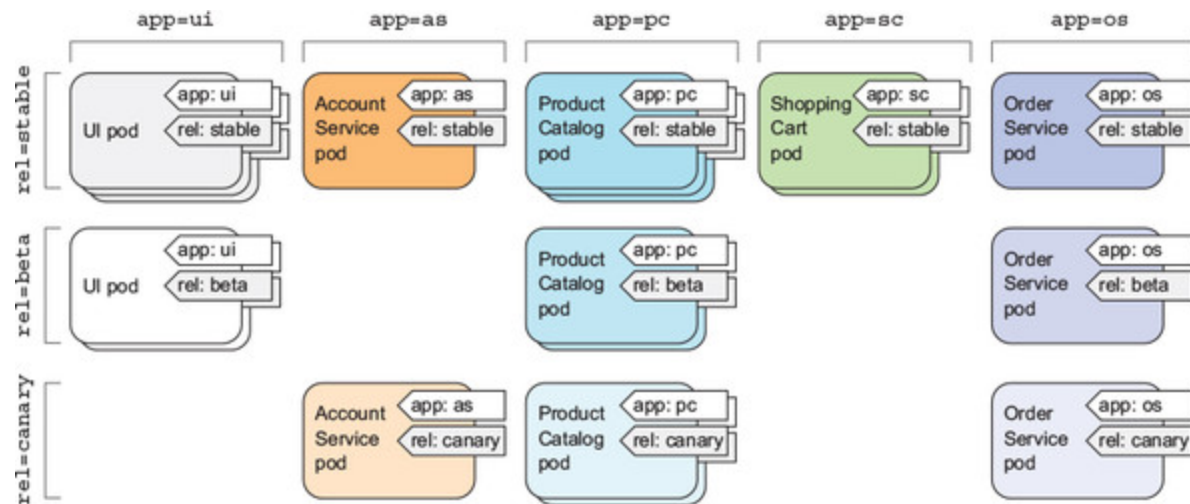 app=ui
app=as
app=pc
app=sc
app=os
rel=stable
UI pod
app: ui
rel: stable
Account
Service
pod
app: as
rel: stable
Product
Catalog
pod
app: pc
rel: stable
Shopping
Cart
pod
app: sc
rel: stable
Order
Service
pod
app: os
rel: stable
rel=beta
UI pod
app: ui
rel: beta
Product
Catalog
pod
app: pc
rel: beta
Order
Service
pod
app: os
rel: beta
rel=canary
Account
Service
pod
app: as
rel: canary
Product
Catalog
pod
app: pc
rel: canary
Order
Service
pod
app: os
rel: canary